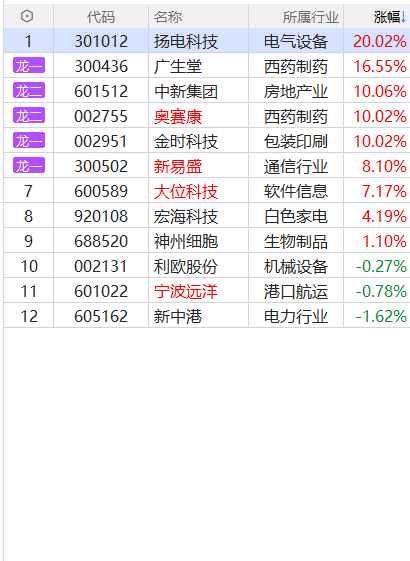 代码 名称 所属行业 涨幅↓
1 301012 扬电科技 电气设备 20.02%
龙一 300436 广生堂 西药制药 16.55%
龙二 601512 中新集团 房地产业 10.06%
龙二 002755 奥赛康 西药制药 10.02%
龙一 002951 金时科技 包装印刷 10.02%
龙一 300502 新易盛 通信行业 8.10%
7 600589 大位科技 软件信息 7.17%
8 920108 宏海科技 白色家电 4.19%
9 688520 神州细胞 生物制品 1.10%
10 002131 利欧股份 机械设备 -0.27%
11 601022 宁波远洋 港口航运 -0.78%
12 605162 新中港 电力行业 -1.62%